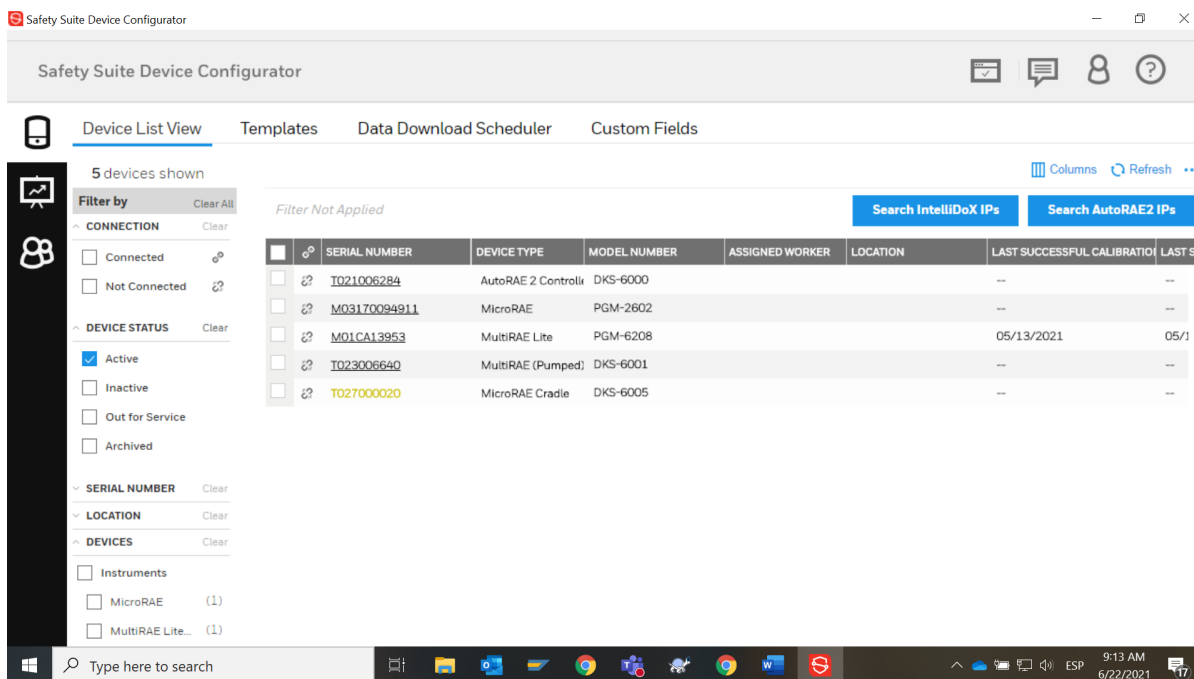 Safety Suite Device Configurator
Safety Suite Device Configurator
Device List View Templates Data Download Scheduler Custom Fields
5 devices shown
Columns Refresh
Filter by Clear All
Filter Not Applied
Search IntelliDoX IPs Search AutoRAE2 IPs
CONNECTION Clear
SERIAL NUMBER DEVICE TYPE MODEL NUMBER ASSIGNED WORKER LOCATION LAST SUCCESSFUL CALIBRATIO LAST S
Connected
T021006284 AutoRAE 2 Controlle DKS-6000 -- --
Not Connected
M03170094911 MicroRAE PGM-2602 -- --
DEVICE STATUS Clear
M01CA13953 MultiRAE Lite PGM-6208 05/13/2021 05/1
Active
T023006640 MultiRAE (Pumped) DKS-6001 -- --
Inactive
T027000020 MicroRAE Cradle DKS-6005 -- --
Out for Service
Archived
SERIAL NUMBER Clear
LOCATION Clear
DEVICES Clear
Instruments
MicroRAE (1)
MultiRAE Lite... (1)
Type here to search
ESP
9:13 AM
6/22/2021
17